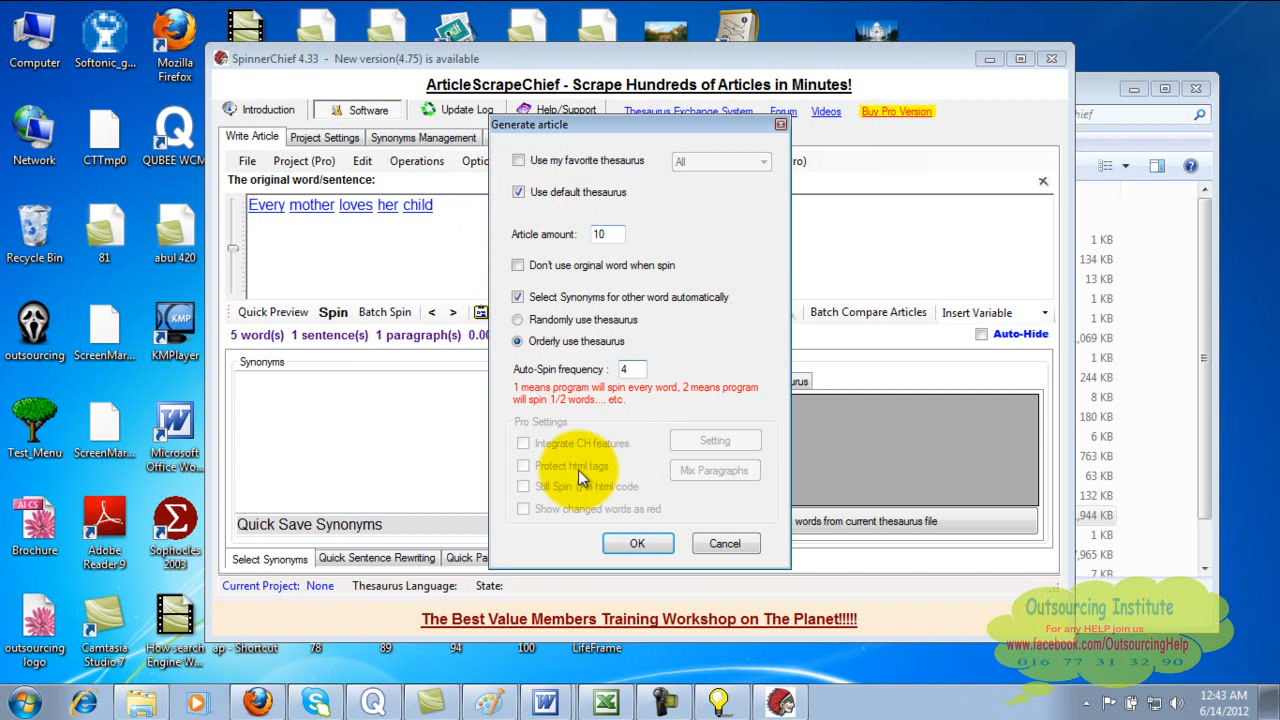 Computer
Softonic_g...
Mozilla
Firefox
Network
CTTmp0
QUBEE WCM
Recycle Bin
81
abul 420
outsourcing
ScreenMar...
KMPlayer
Test_Menu
ScreenMar...
Microsoft
Office Wor...
Brochure
Adobe
Reader 9
Sophocles
2003
outsourcing
logo
Camtasia
Studio 7
How search
Engine W...
ap - Shortcut
78
89
94
100
LifeFrame
SpinnerChief 4.33 - New version(4.75) is available
ArticleScrapeChief - Scrape Hundreds of Articles in Minutes!
Introduction
Software
Update Log
Help/Support
Thesaurus Exchange System
Forum
Videos
Buy Pro Version
Write Article
Project Settings
Synonyms Management
File
Project (Pro)
Edit
Operations
The original word/sentence:
Every mother loves her child
Quick Preview
Spin
Batch Spin
<
>
Batch Compare Articles
Insert Variable
5 word(s) 1 sentence(s) 1 paragraph(s)
Auto-Hide
Synonyms
Quick Save Synonyms
words from current thesaurus file
Select Synonyms
Quick Sentence Rewriting
Current Project: None
Thesaurus Language:
State:
The Best Value Members Training Workshop on The Planet!!!!!
Generate article
Use my favorite thesaurus
All
Use default thesaurus
Article amount:
10
Don't use orginal word when spin
Select Synonyms for other word automatically
Randomly use thesaurus
Orderly use thesaurus
Auto-Spin frequency :
4
1 means program will spin every word, 2 means program
will spin 1/2 words.... etc.
Pro Settings
Integrate CH features
Setting
Protect html tags
Mix Paragraphs
Still Spin in html code
Show changed words as red
OK
Cancel
1 KB
134 KB
1 KB
1 KB
244 KB
8 KB
180 KB
6 KB
763 KB
63 KB
7 KB
Outsourcing Institute
For any HELP join us
www.facebook.com/OutsourcingHelp
016 77 31 32 90
12:43 AM
6/14/2012